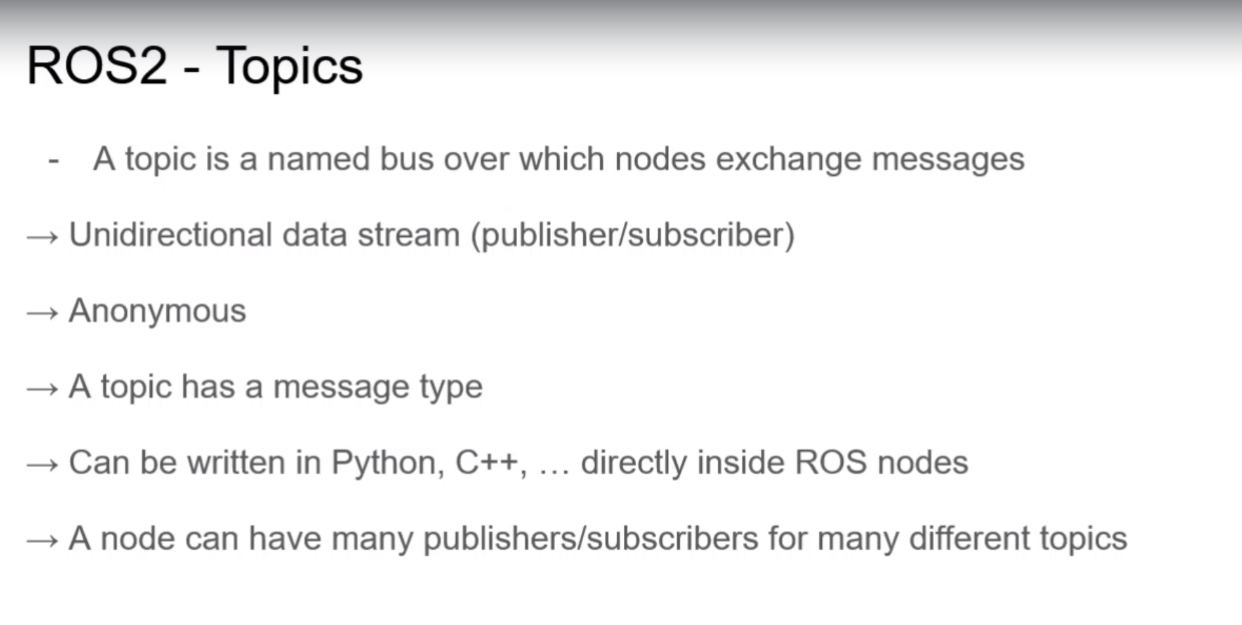 ROS2 - Topics
- A topic is a named bus over which nodes exchange messages
→ Unidirectional data stream (publisher/subscriber)
→ Anonymous
→ A topic has a message type
→ Can be written in Python, C++, … directly inside ROS nodes
→ A node can have many publishers/subscribers for many different topics